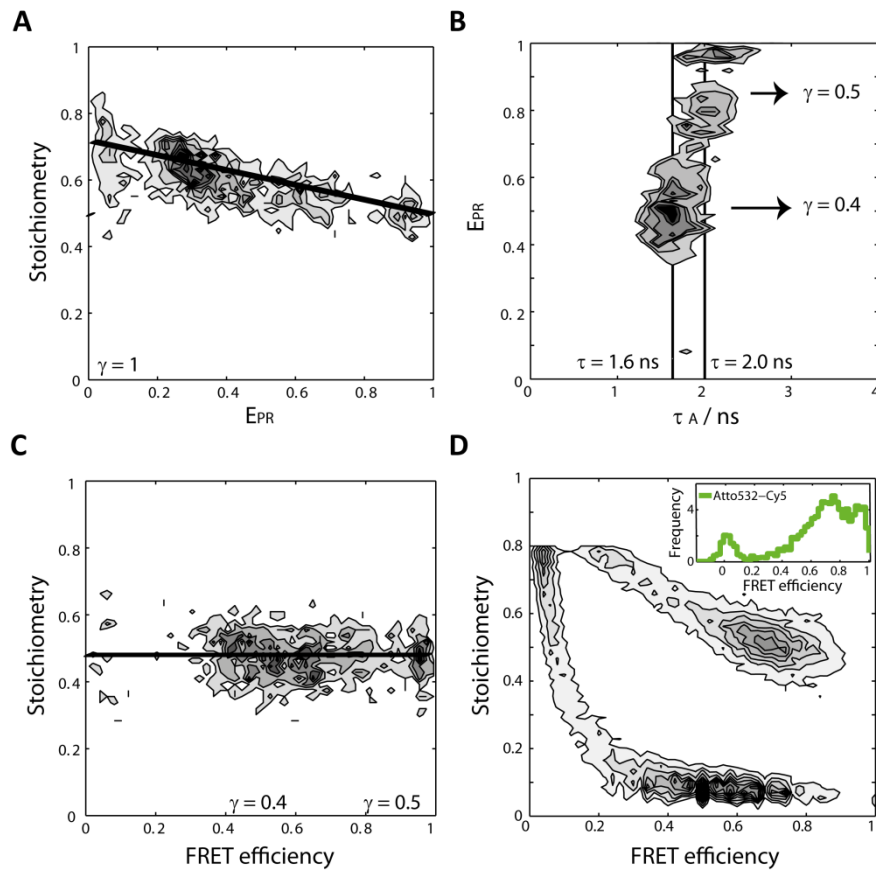 A
Stoichiometry
1
0.8
0.6
0.4
0.2
0
γ = 1
0 0.2 0.4 0.6 0.8 1
EPR
B
EPR
1
0.8
0.6
0.4
0.2
0
γ = 0.5
γ = 0.4
τ = 1.6 ns
τ = 2.0 ns
0 1 2 3 4
τ A / ns
C
Stoichiometry
1
0.8
0.6
0.4
0.2
0
γ = 0.4
γ = 0.5
0 0.2 0.4 0.6 0.8 1
FRET efficiency
D
Stoichiometry
1
0.8
0.6
0.4
0.2
0
Atto532−Cy5
Frequency
4
0
0 0.2 0.4 0.6 0.8 1
FRET efficiency
0 0.2 0.4 0.6 0.8 1
FRET efficiency